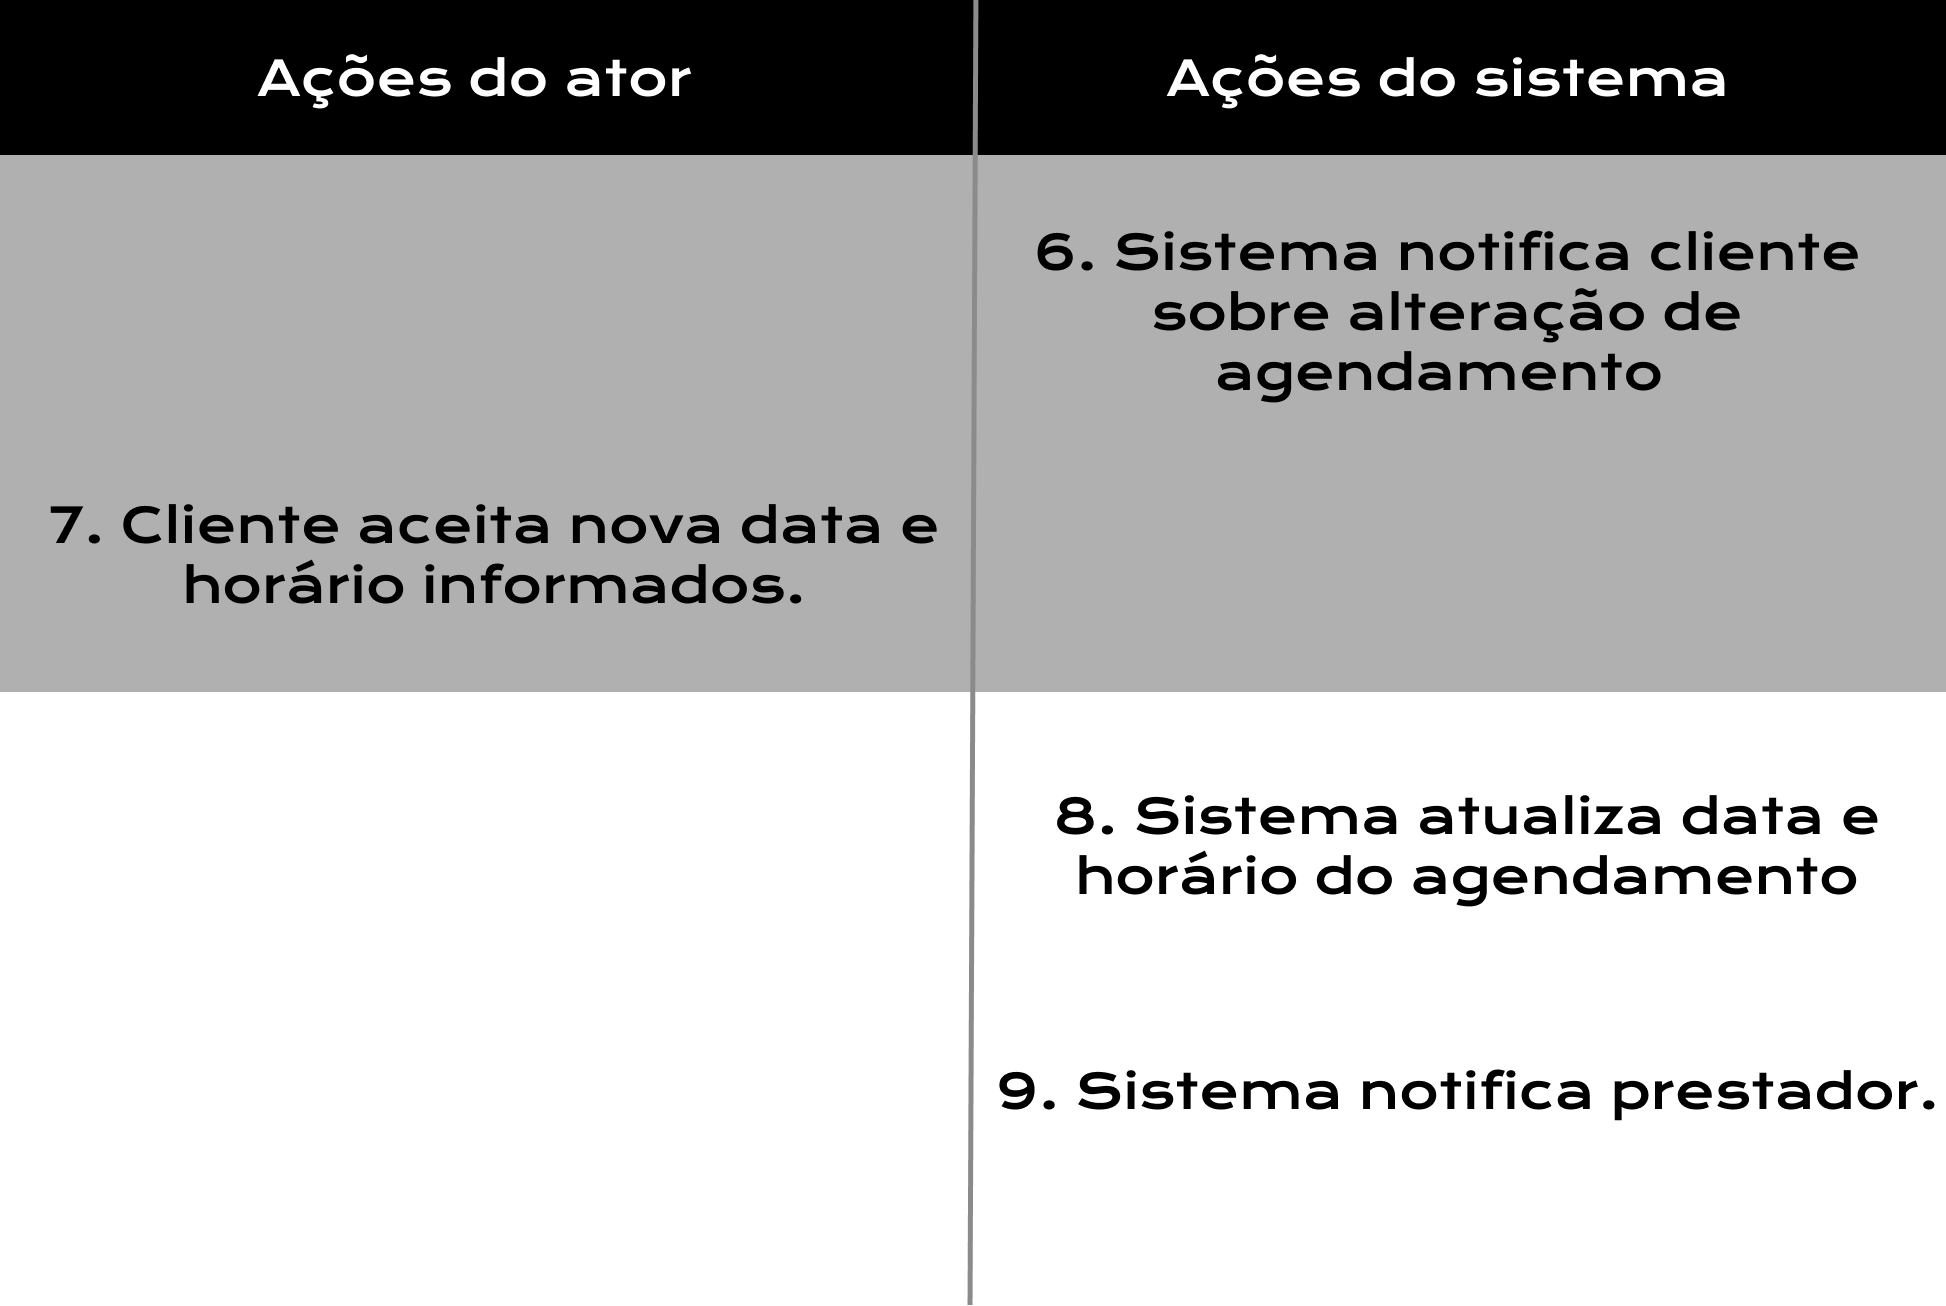 Ações do ator
Ações do sistema
6. Sistema notifica cliente
sobre alteração de
agendamento
7. Cliente aceita nova data e
horário informados.
8. Sistema atualiza data e
horário do agendamento
9. Sistema notifica prestador.